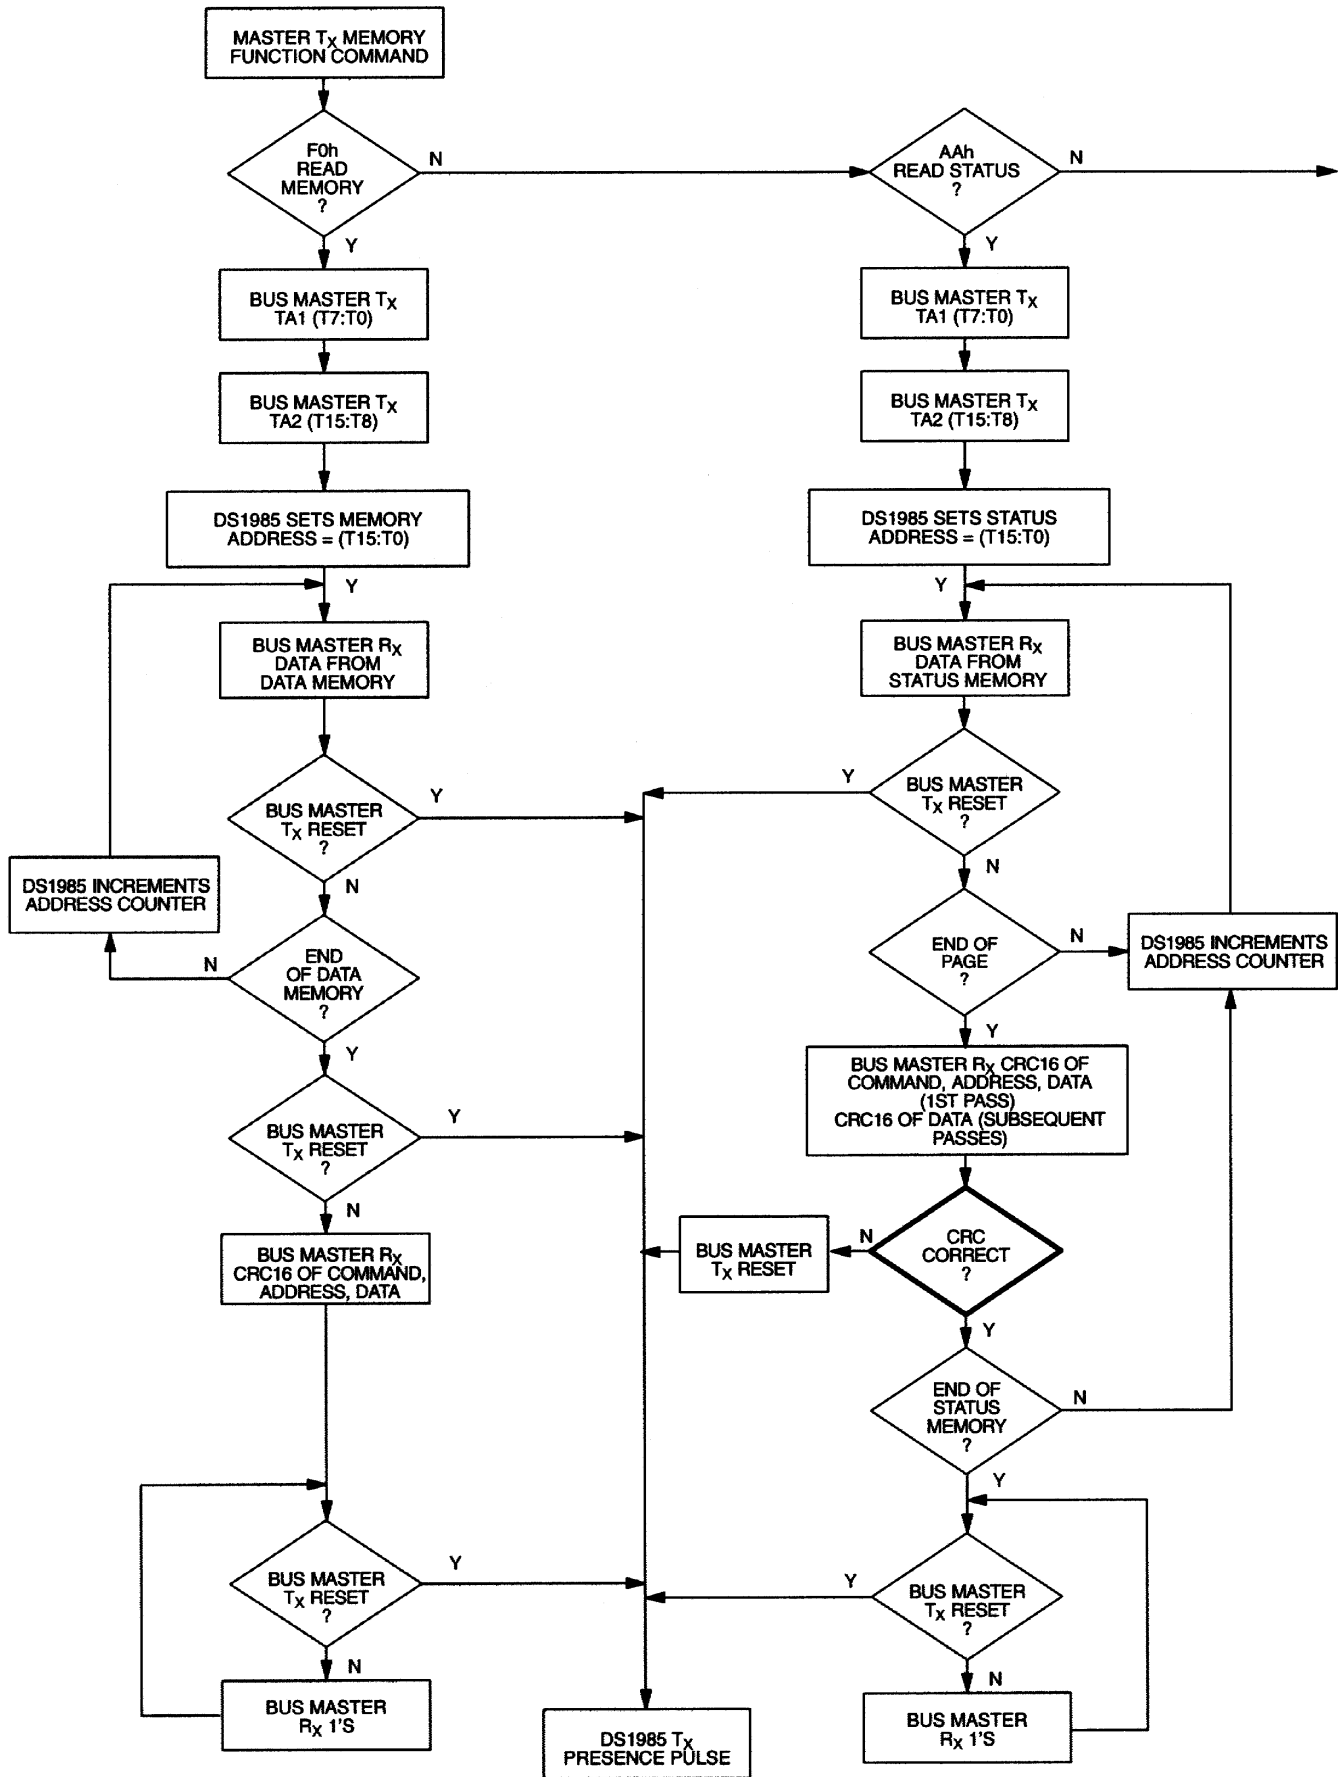 MASTER TX MEMORY
FUNCTION COMMAND
F0h
READ
MEMORY
?
N
Y
BUS MASTER TX
TA1 (T7:T0)
BUS MASTER TX
TA2 (T15:T8)
DS1985 SETS MEMORY
ADDRESS = (T15:T0)
Y
BUS MASTER RX
DATA FROM
DATA MEMORY
BUS MASTER
TX RESET
?
Y
N
DS1985 INCREMENTS
ADDRESS COUNTER
END
OF DATA
MEMORY
?
N
Y
BUS MASTER
TX RESET
?
Y
N
BUS MASTER RX
CRC16 OF COMMAND,
ADDRESS, DATA
BUS MASTER
TX RESET
?
Y
N
BUS MASTER
RX 1'S
DS1985 TX
PRESENCE PULSE
AAh
READ STATUS
?
N
Y
BUS MASTER TX
TA1 (T7:T0)
BUS MASTER TX
TA2 (T15:T8)
DS1985 SETS STATUS
ADDRESS = (T15:T0)
Y
BUS MASTER RX
DATA FROM
STATUS MEMORY
BUS MASTER
TX RESET
?
Y
N
END OF
PAGE
?
N
DS1985 INCREMENTS
ADDRESS COUNTER
Y
BUS MASTER RX CRC16 OF
COMMAND, ADDRESS, DATA
(1ST PASS)
CRC16 OF DATA (SUBSEQUENT
PASSES)
CRC
CORRECT
?
N
BUS MASTER
TX RESET
Y
END OF
STATUS
MEMORY
?
N
Y
BUS MASTER
TX RESET
?
Y
N
BUS MASTER
RX 1'S